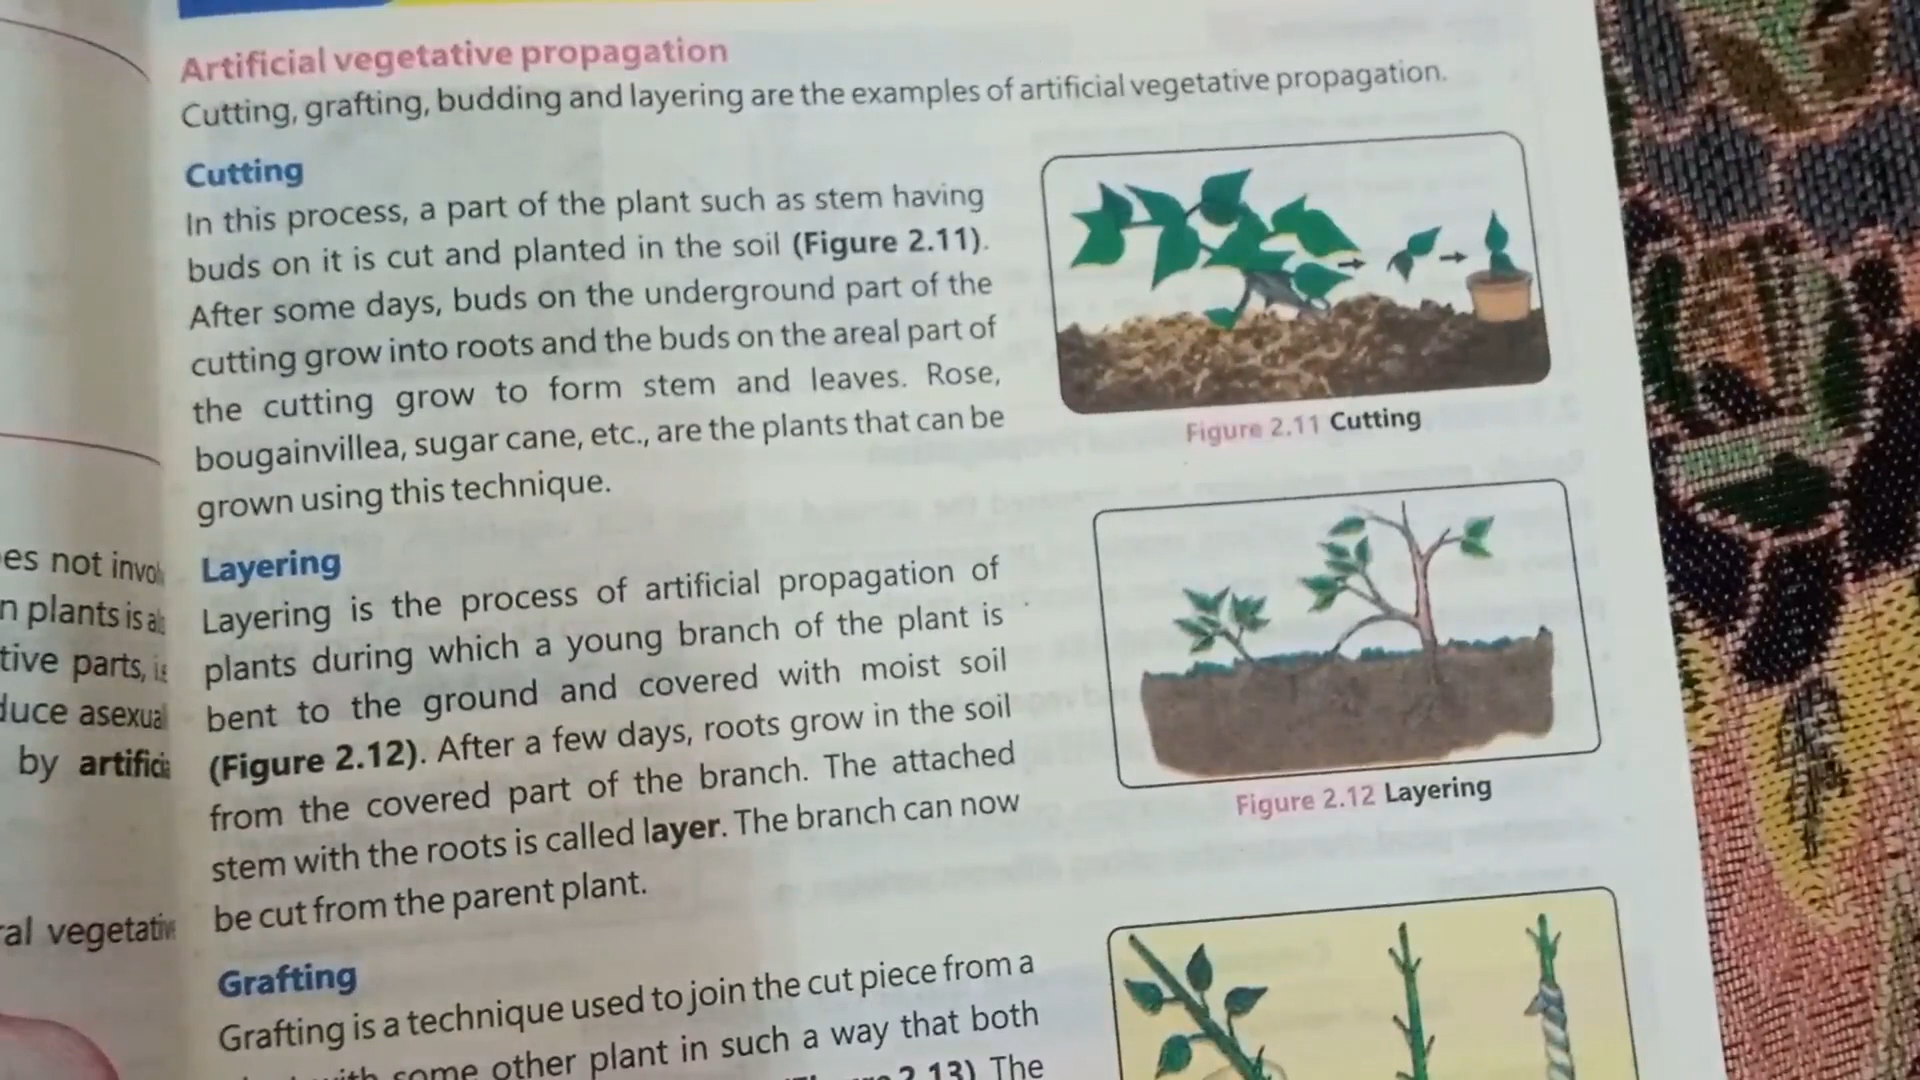 Artificial vegetative propagation
Cutting, grafting, budding and layering are the examples of artificial vegetative propagation.
Cutting
In this process, a part of the plant such as stem having
buds on it is cut and planted in the soil (Figure 2.11).
After some days, buds on the underground part of the
cutting grow into roots and the buds on the areal part of
the cutting grow to form stem and leaves. Rose,
bougainvillea, sugar cane, etc., are the plants that can be
grown using this technique.
Figure 2.11 Cutting
Layering
Layering is the process of artificial propagation of
plants during which a young branch of the plant is
bent to the ground and covered with moist soil
(Figure 2.12). After a few days, roots grow in the soil
from the covered part of the branch. The attached
stem with the roots is called layer. The branch can now
be cut from the parent plant.
Figure 2.12 Layering
Grafting
Grafting is a technique used to join the cut piece from a
with some other plant in such a way that both
2.13) The
es not invol
n plants is
tive parts,
duce asexual
by artificia
al vegetativ